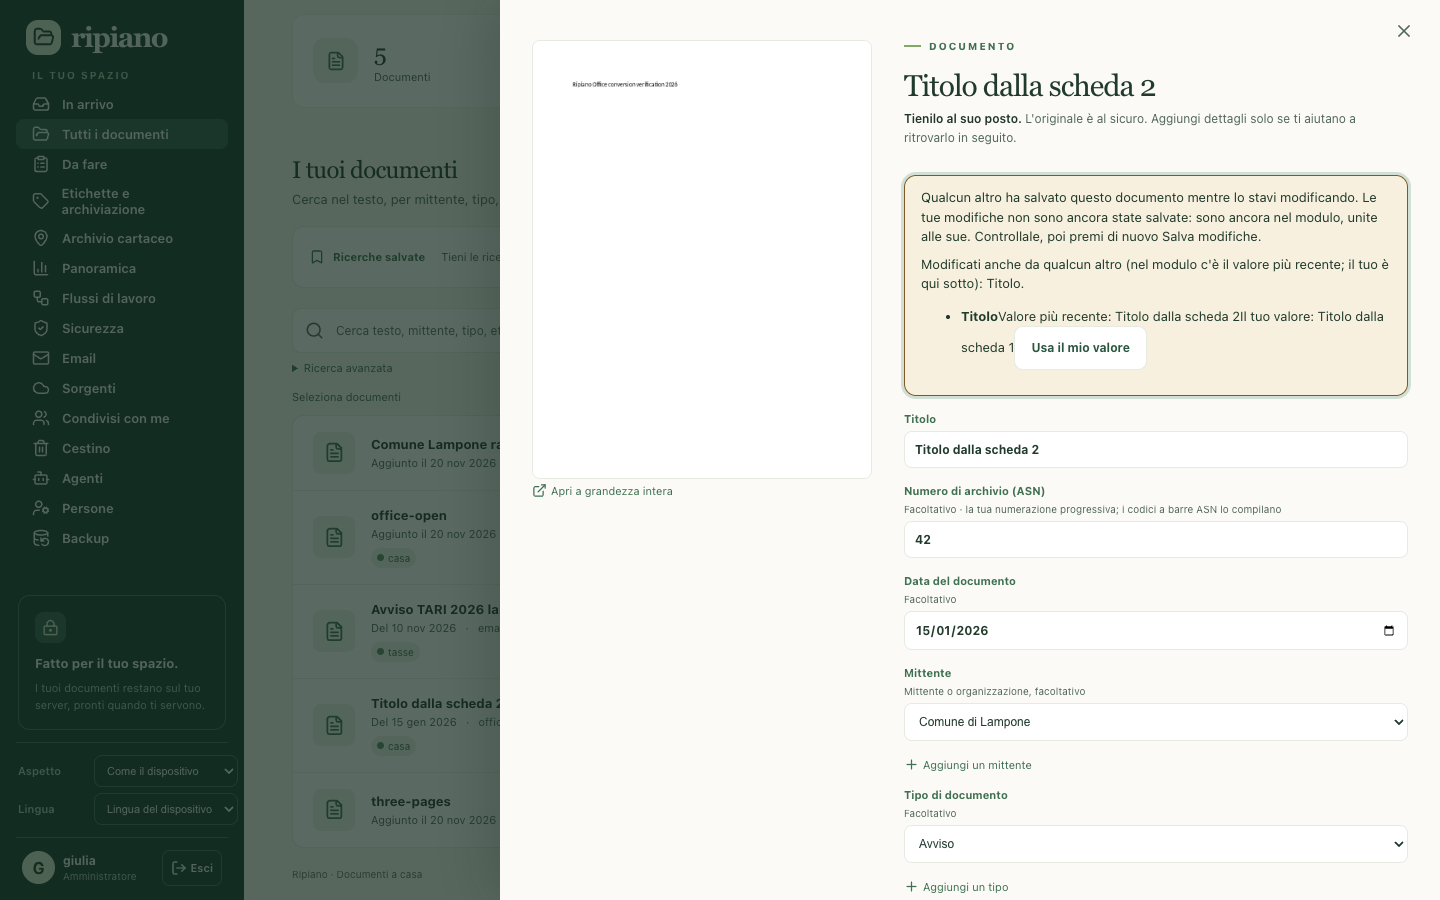 ripiano
IL TUO SPAZIO
In arrivo
Tutti i documenti
Da fare
Etichette e
archiviazione
Archivio cartaceo
Panoramica
Flussi di lavoro
Sicurezza
Email
Sorgenti
Condivisi con me
Cestino
Agenti
Persone
Backup
Fatto per il tuo spazio.
I tuoi documenti restano sul tuo
server, pronti quando ti servono.
Aspetto
Come il dispositivo
Lingua
Lingua del dispositivo
G
giulia
Amministratore
Esci
5
Documenti
I tuoi documenti
Cerca nel testo, per mittente, tipo,
Ricerche salvate
Tieni le rice
Cerca testo, mittente, tipo, et
Ricerca avanzata
Seleziona documenti
Comune Lampone ra
Aggiunto il 20 nov 2026
office-open
Aggiunto il 20 nov 2026
casa
Avviso TARI 2026 la
Del 10 nov 2026 · ema
tasse
Titolo dalla scheda 2
Del 15 gen 2026 · offic
casa
three-pages
Aggiunto il 20 nov 2026
Ripiano · Documenti a casa
Ripiano Office conversion verification 2026
Apri a grandezza intera
DOCUMENTO
Titolo dalla scheda 2
Tienilo al suo posto. L'originale è al sicuro. Aggiungi dettagli solo se ti aiutano a
ritrovarlo in seguito.
Qualcun altro ha salvato questo documento mentre lo stavi modificando. Le
tue modifiche non sono ancora state salvate: sono ancora nel modulo, unite
alle sue. Controllale, poi premi di nuovo Salva modifiche.
Modificati anche da qualcun altro (nel modulo c'è il valore più recente; il tuo è
qui sotto): Titolo.
TitoloValore più recente: Titolo dalla scheda 2Il tuo valore: Titolo dalla
scheda 1 Usa il mio valore
Titolo
Titolo dalla scheda 2
Numero di archivio (ASN)
Facoltativo · la tua numerazione progressiva; i codici a barre ASN lo compilano
42
Data del documento
Facoltativo
15/01/2026
Mittente
Mittente o organizzazione, facoltativo
Comune di Lampone
Aggiungi un mittente
Tipo di documento
Facoltativo
Avviso
Aggiungi un tipo